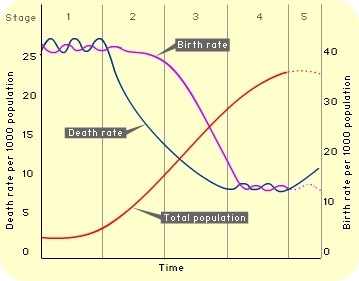 Stage 1 2 3 4 5
Birth rate
Death rate
Total population
Death rate per 1000 population
25
20
15
10
5
0
Birth rate per 1000 population
40
30
20
10
0
Time